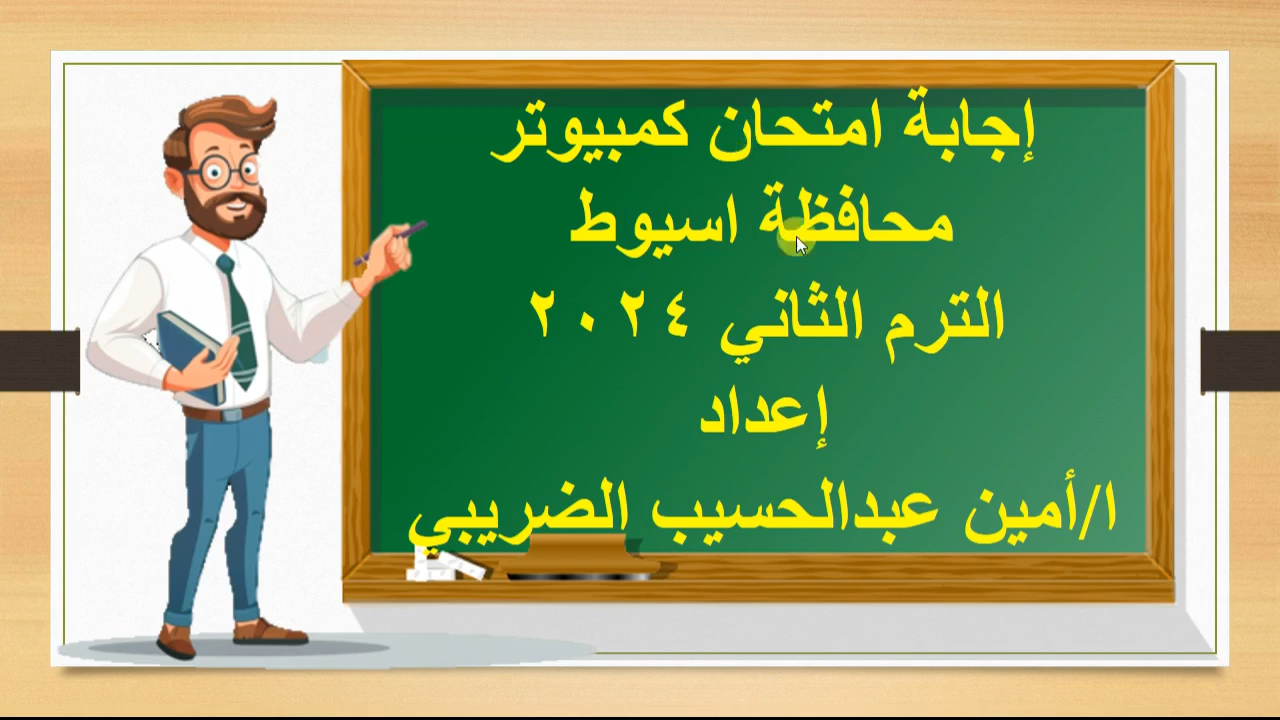 إجابة امتحان كمبيوتر
محافظة اسيوط
الترم الثاني ٢٠٢٤
إعداد
ا/أمين عبدالحسيب الضريبي